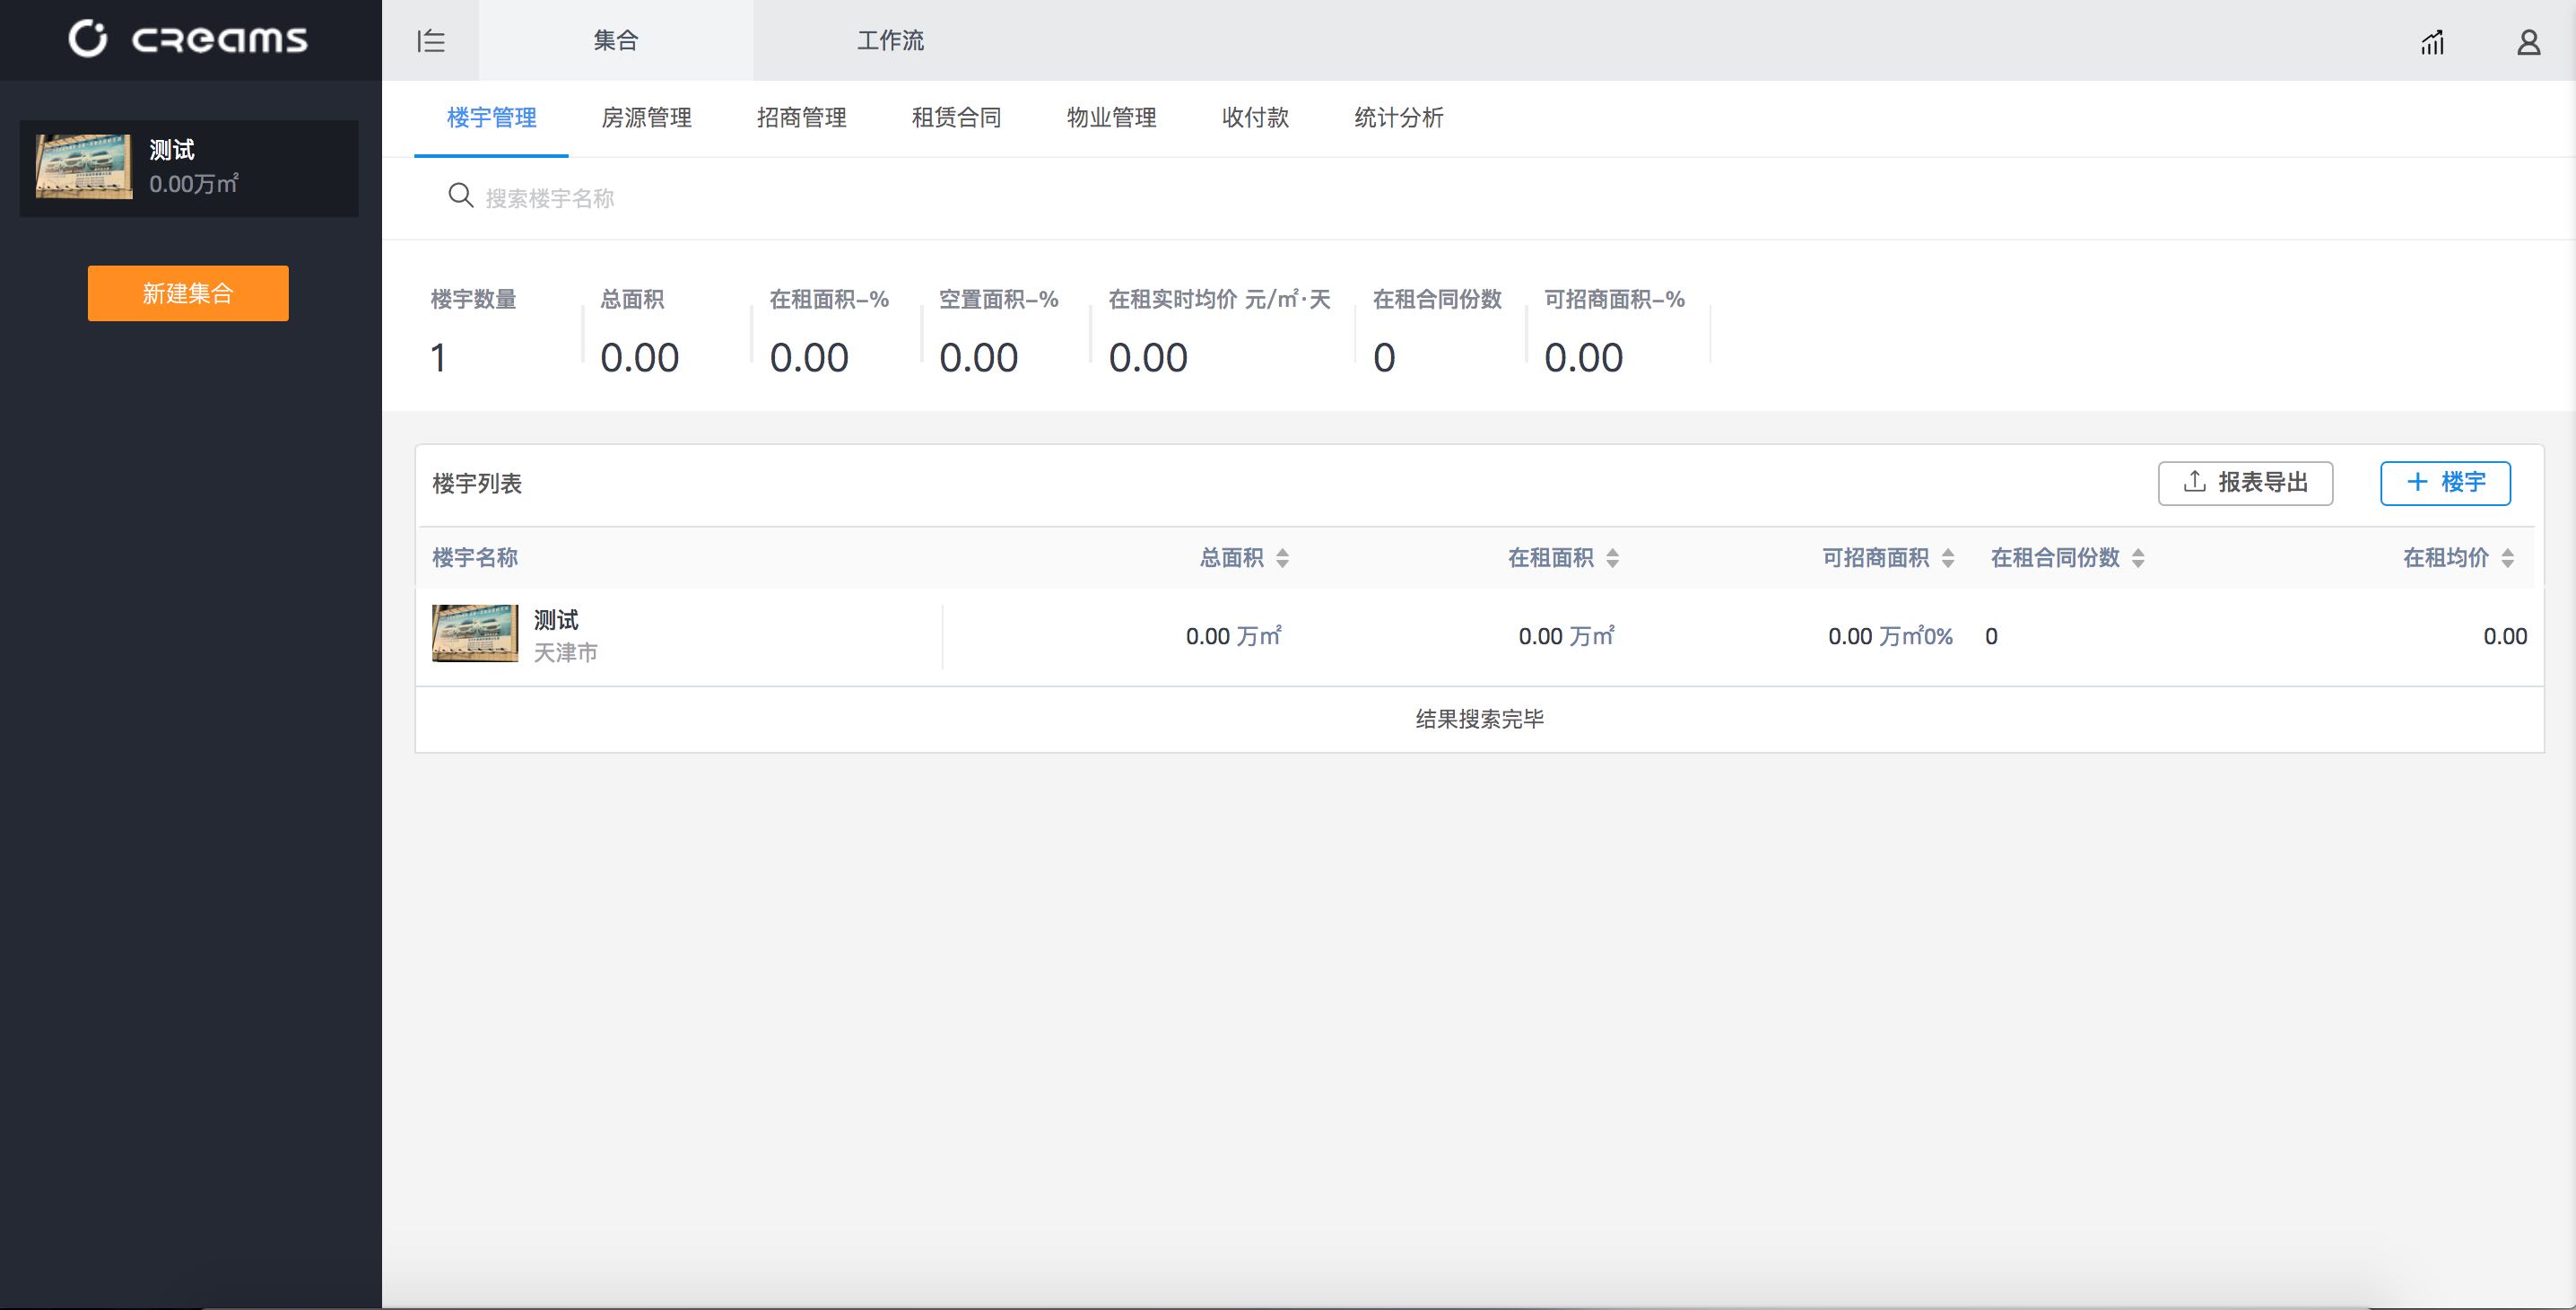 CREAMS
集合
工作流
测试
0.00万㎡
新建集合
楼宇管理
房源管理
招商管理
租赁合同
物业管理
收付款
统计分析
搜索楼宇名称
楼宇数量
1
总面积
0.00
在租面积–%
0.00
空置面积–%
0.00
在租实时均价 元/㎡·天
0.00
在租合同份数
0
可招商面积–%
0.00
楼宇列表
报表导出
+ 楼宇
楼宇名称 总面积 在租面积 可招商面积 在租合同份数 在租均价
测试
天津市
0.00 万㎡ 0.00 万㎡ 0.00 万㎡0% 0 0.00
结果搜索完毕